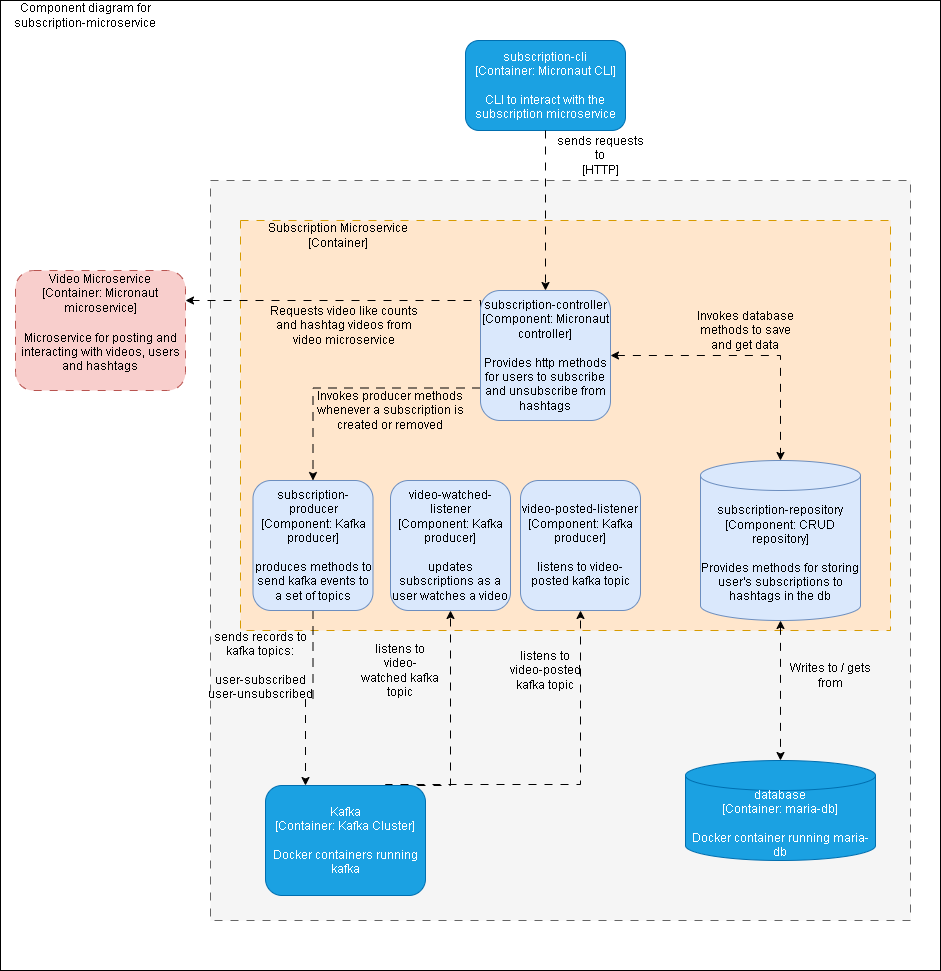 Component diagram for
subscription-microservice
subscription-cli
[Container: Micronaut CLI]
CLI to interact with the
subscription microservice
sends requests
to
[HTTP]
Subscription Microservice
[Container]
Video Microservice
[Container: Micronaut
microservice]
Microservice for posting and
interacting with videos, users
and hashtags
Requests video like counts
and hashtag videos from
video microservice
subscription-controller
[Component: Micronaut
controller]
Provides http methods
for users to subscribe
and unsubscribe from
hashtags
Invokes database
methods to save
and get data
Invokes producer methods
whenever a subscription is
created or removed
subscription-
producer
[Component: Kafka
producer]
produces methods to
send kafka events to
a set of topics
video-watched-
listener
[Component: Kafka
producer]
updates
subscriptions as a
user watches a video
video-posted-listener
[Component: Kafka
producer]
listens to video-
posted kafka topic
subscription-repository
[Component: CRUD
repository]
Provides methods for storing
user's subscriptions to
hashtags in the db
sends records to
kafka topics:
user-subscribed
user-unsubscribed
listens to
video-
watched kafka
topic
listens to
video-posted
kafka topic
Writes to / gets
from
Kafka
[Container: Kafka Cluster]
Docker containers running
kafka
database
[Container: maria-db]
Docker container running maria-
db